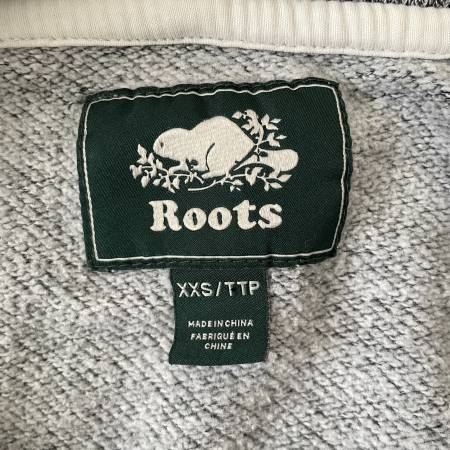 Roots
XXS/TTP
MADE IN CHINA
FABRIQUÉ EN
CHINE